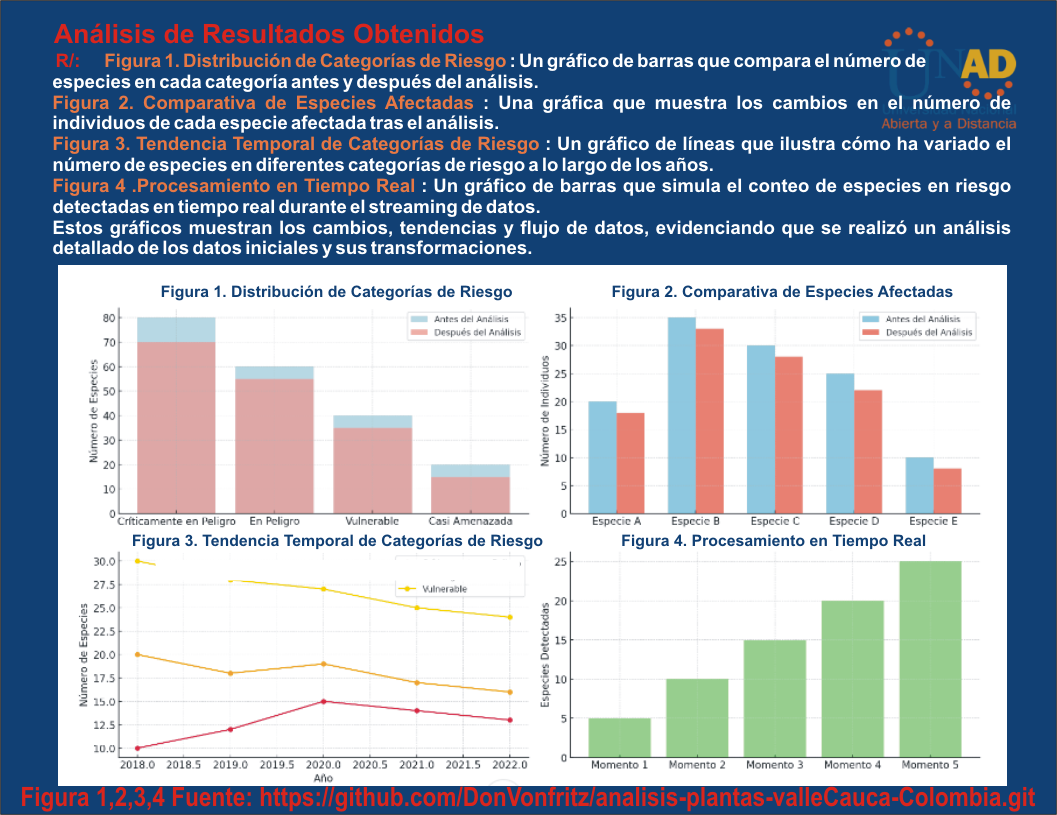 Análisis de Resultados Obtenidos
R/: Figura 1. Distribución de Categorías de Riesgo : Un gráfico de barras que compara el número de
especies en cada categoría antes y después del análisis.
Figura 2. Comparativa de Especies Afectadas : Una gráfica que muestra los cambios en el número de
individuos de cada especie afectada tras el análisis.
Figura 3. Tendencia Temporal de Categorías de Riesgo : Un gráfico de líneas que ilustra cómo ha variado el
número de especies en diferentes categorías de riesgo a lo largo de los años.
Figura 4 .Procesamiento en Tiempo Real : Un gráfico de barras que simula el conteo de especies en riesgo
detectadas en tiempo real durante el streaming de datos.
Estos gráficos muestran los cambios, tendencias y flujo de datos, evidenciando que se realizó un análisis
detallado de los datos iniciales y sus transformaciones.
UNAD
Abierta y a Distancia
Figura 1. Distribución de Categorías de Riesgo
Antes del Análisis
Después del Análisis
Número de Especies
80
70
60
50
40
30
20
10
0
Críticamente en Peligro En Peligro Vulnerable Casi Amenazada
Figura 2. Comparativa de Especies Afectadas
Antes del Análisis
Después del Análisis
Número de Individuos
35
30
25
20
15
10
5
0
Especie A Especie B Especie C Especie D Especie E
Figura 3. Tendencia Temporal de Categorías de Riesgo
Vulnerable
Número de Especies
30.0
27.5
25.0
22.5
20.0
17.5
15.0
12.5
10.0
2018.0 2018.5 2019.0 2019.5 2020.0 2020.5 2021.0 2021.5 2022.0
Año
Figura 4. Procesamiento en Tiempo Real
Especies Detectadas
25
20
15
10
5
0
Momento 1 Momento 2 Momento 3 Momento 4 Momento 5
Figura 1,2,3,4 Fuente: https://github.com/DonVonfritz/analisis-plantas-valleCauca-Colombia.git